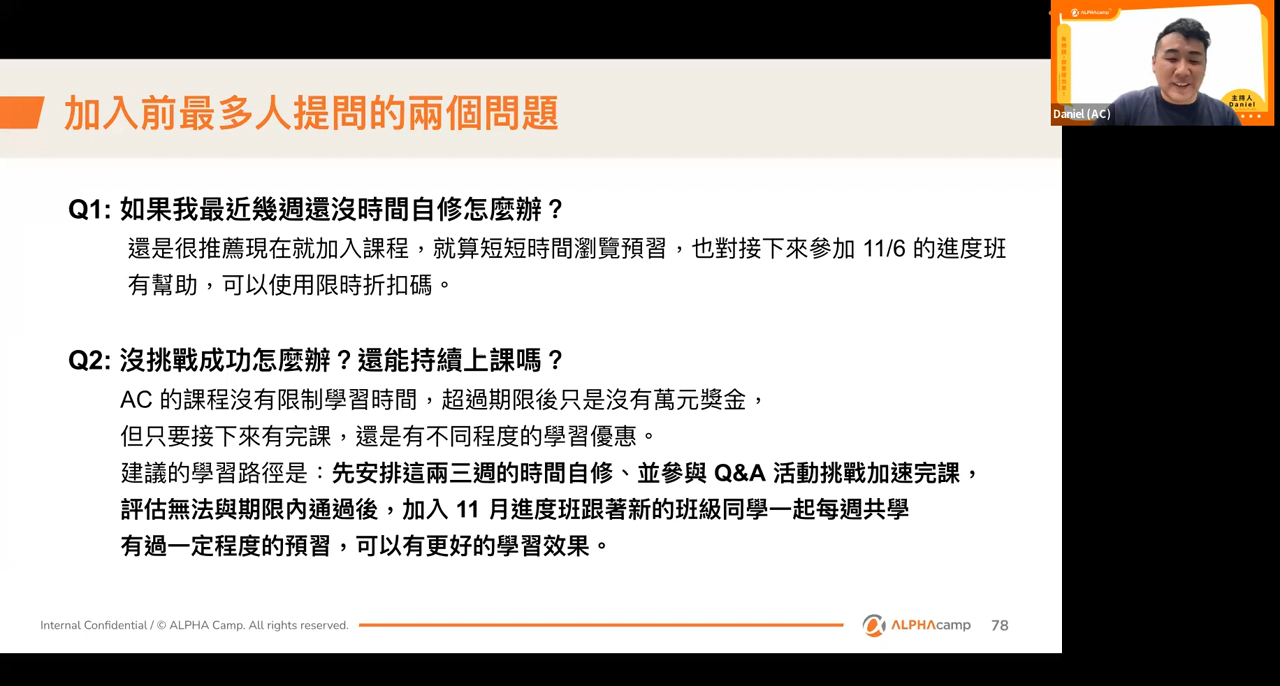 加入前最多人提問的兩個問題
Q1: 如果我最近幾週還沒時間自修怎麼辦？
還是很推薦現在就加入課程，就算短短時間瀏覽預習，也對接下來參加 11/6 的進度班
有幫助，可以使用限時折扣碼。
Q2: 沒挑戰成功怎麼辦？還能持續上課嗎？
AC 的課程沒有限制學習時間，超過期限後只是沒有萬元獎金，
但只要接下來有完課，還是有不同程度的學習優惠。
建議的學習路徑是：先安排這兩三週的時間自修、並參與 Q&A 活動挑戰加速完課，
評估無法與期限內通過後，加入 11 月進度班跟著新的班級同學一起每週共學
有過一定程度的預習，可以有更好的學習效果。
Internal Confidential / © ALPHA Camp. All rights reserved.
ALPHAcamp
78
ALPHAcamp
主持人
Daniel
Daniel (AC)